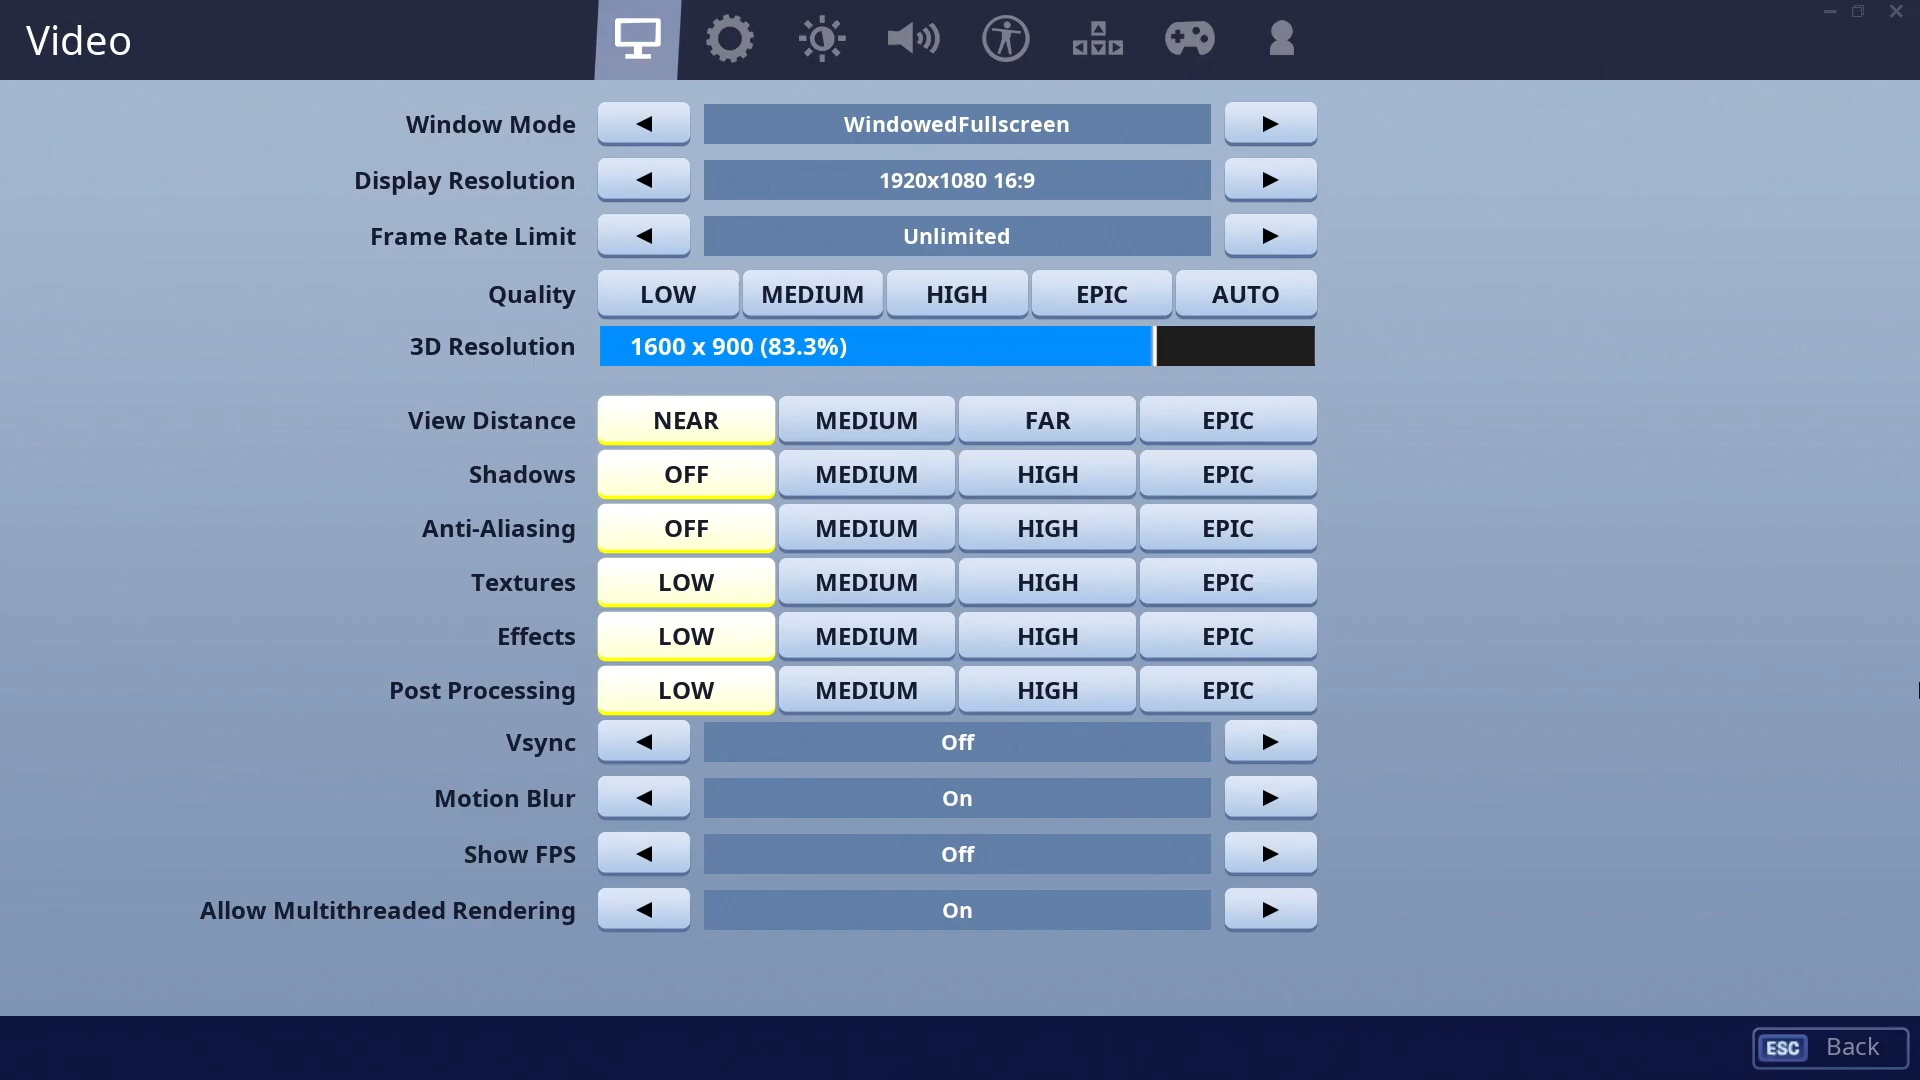 Video
Window Mode WindowedFullscreen
Display Resolution 1920x1080 16:9
Frame Rate Limit Unlimited
Quality LOW MEDIUM HIGH EPIC AUTO
3D Resolution 1600 x 900 (83.3%)
View Distance NEAR MEDIUM FAR EPIC
Shadows OFF MEDIUM HIGH EPIC
Anti-Aliasing OFF MEDIUM HIGH EPIC
Textures LOW MEDIUM HIGH EPIC
Effects LOW MEDIUM HIGH EPIC
Post Processing LOW MEDIUM HIGH EPIC
Vsync Off
Motion Blur On
Show FPS Off
Allow Multithreaded Rendering On
ESC Back